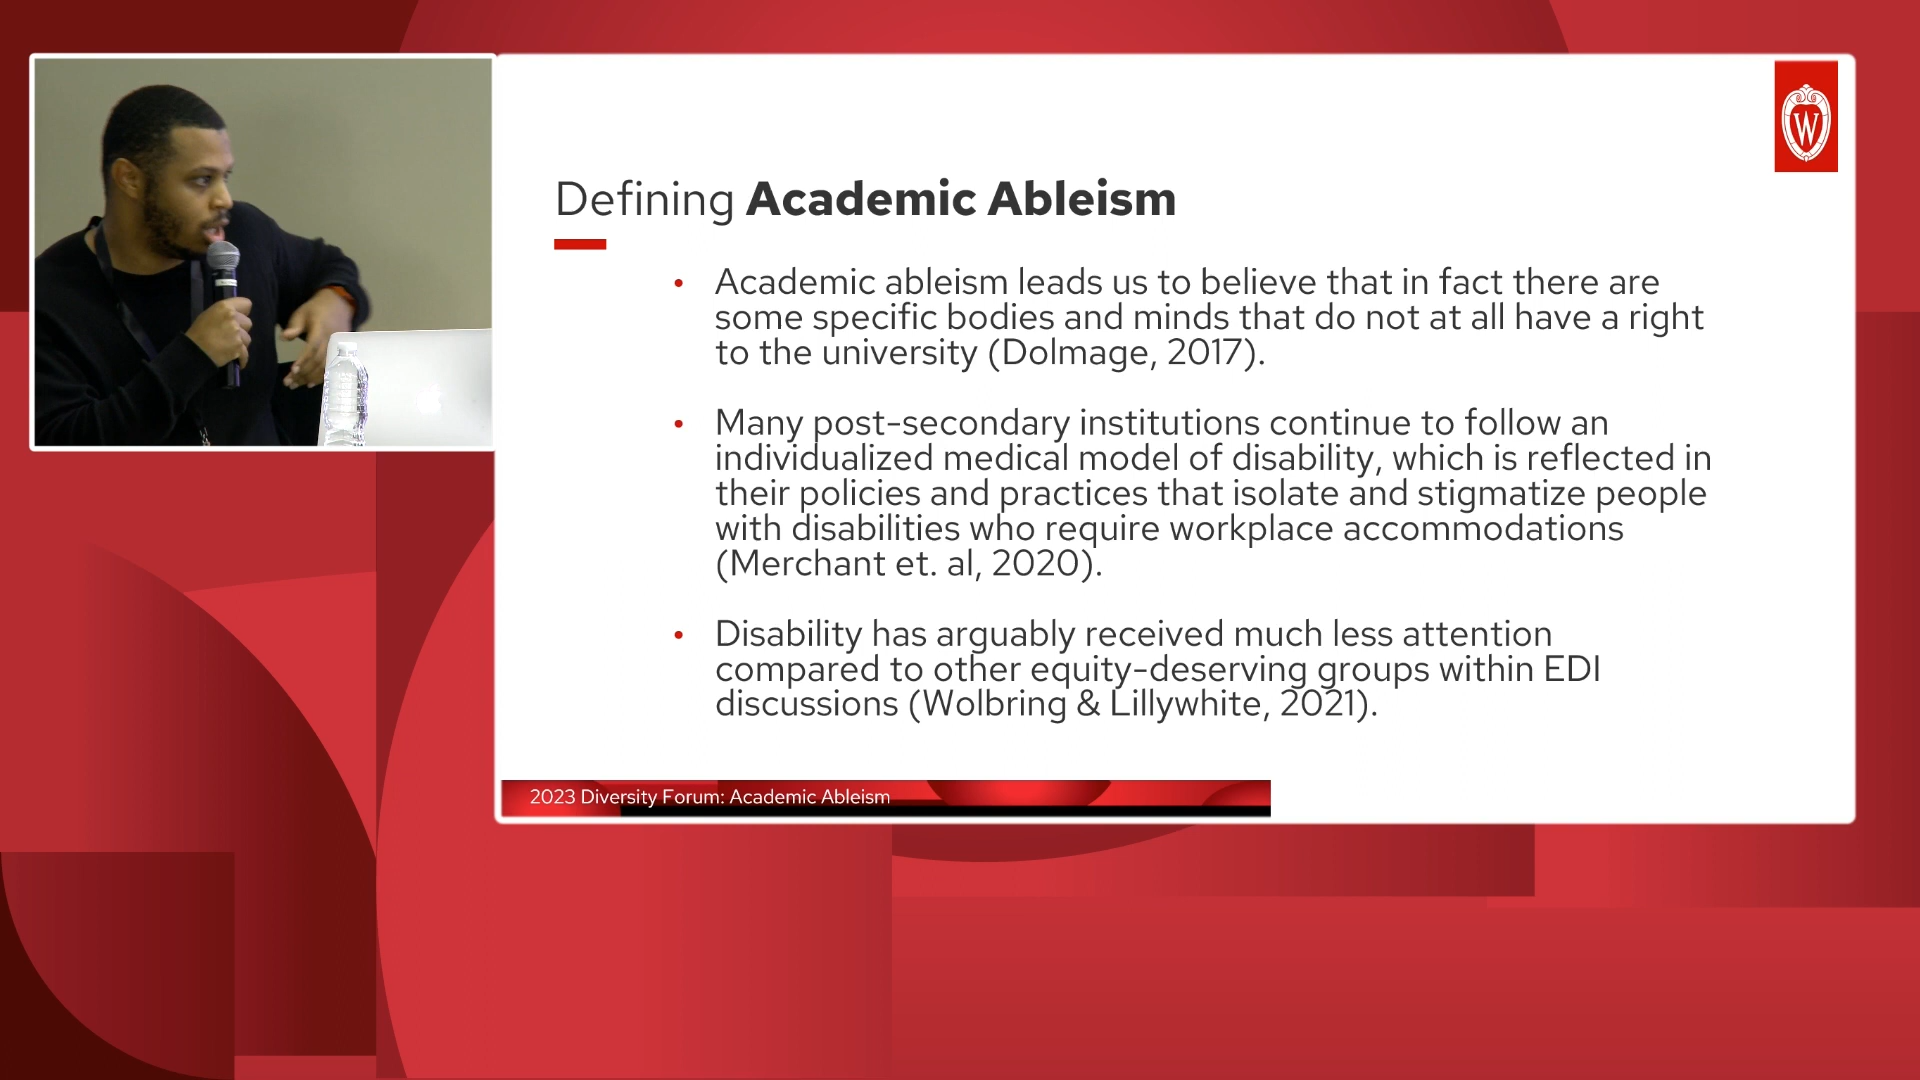 W
Defining Academic Ableism
• Academic ableism leads us to believe that in fact there are
some specific bodies and minds that do not at all have a right
to the university (Dolmage, 2017).
• Many post-secondary institutions continue to follow an
individualized medical model of disability, which is reflected in
their policies and practices that isolate and stigmatize people
with disabilities who require workplace accommodations
(Merchant et. al, 2020).
• Disability has arguably received much less attention
compared to other equity-deserving groups within EDI
discussions (Wolbring & Lillywhite, 2021).
2023 Diversity Forum: Academic Ableism